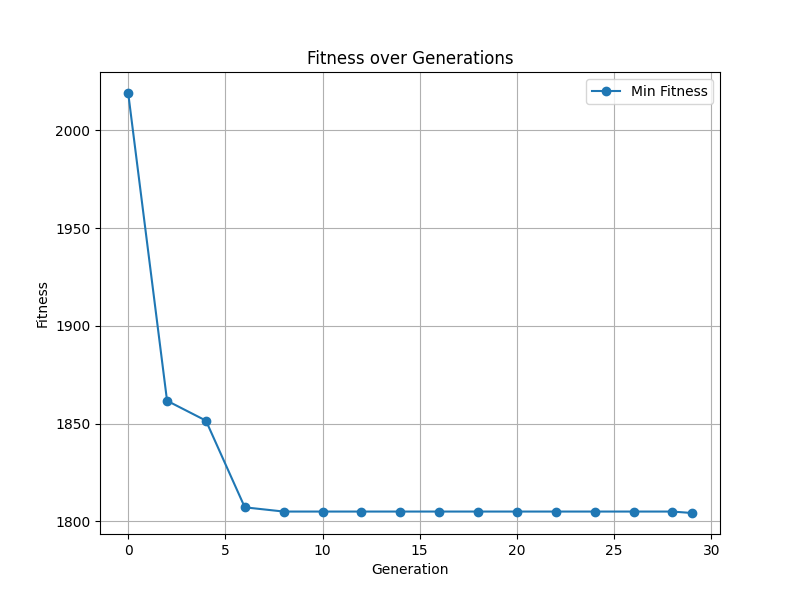 Fitness over Generations
Min Fitness
2000
1950
1900
1850
1800
Fitness
0 5 10 15 20 25 30
Generation